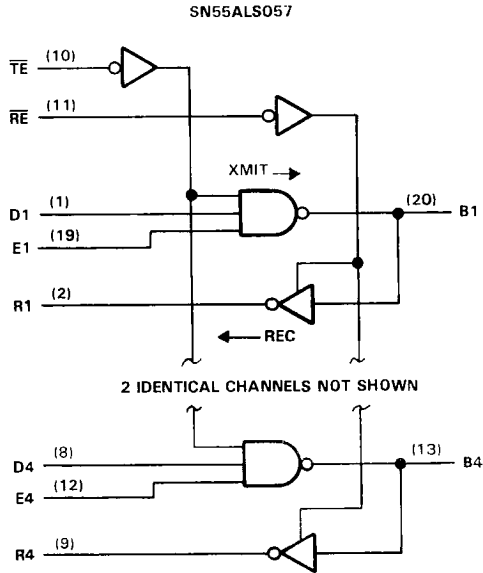 SN55ALS057
TE (10)
RE (11)
XMIT
D1 (1)
(20) B1
E1 (19)
R1 (2)
REC
2 IDENTICAL CHANNELS NOT SHOWN
D4 (8)
(13) B4
E4 (12)
R4 (9)